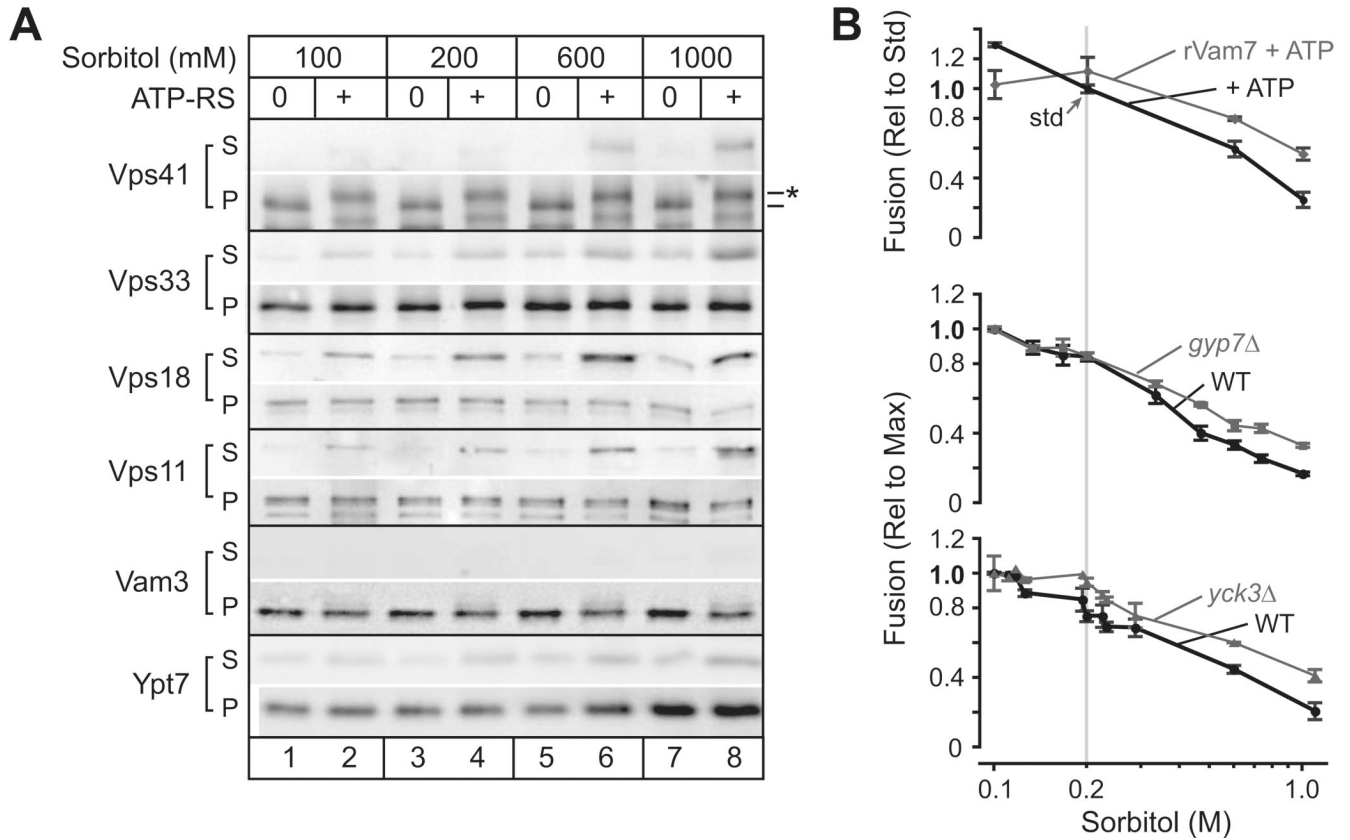 A
Sorbitol (mM) 100 200 600 1000
ATP-RS 0 + 0 + 0 + 0 +
Vps41 S
P *
Vps33 S
P
Vps18 S
P
Vps11 S
P
Vam3 S
P
Ypt7 S
P
1 2 3 4 5 6 7 8
B
Fusion (Rel to Std)
1.2
1.0
0.8
0.4
0
rVam7 + ATP
+ ATP
std
Fusion (Rel to Max)
1.2
1.0
0.8
0.4
0
gyp7Δ
WT
1.2
1.0
0.8
0.4
0
yck3Δ
WT
0.1 0.2 1.0
Sorbitol (M)